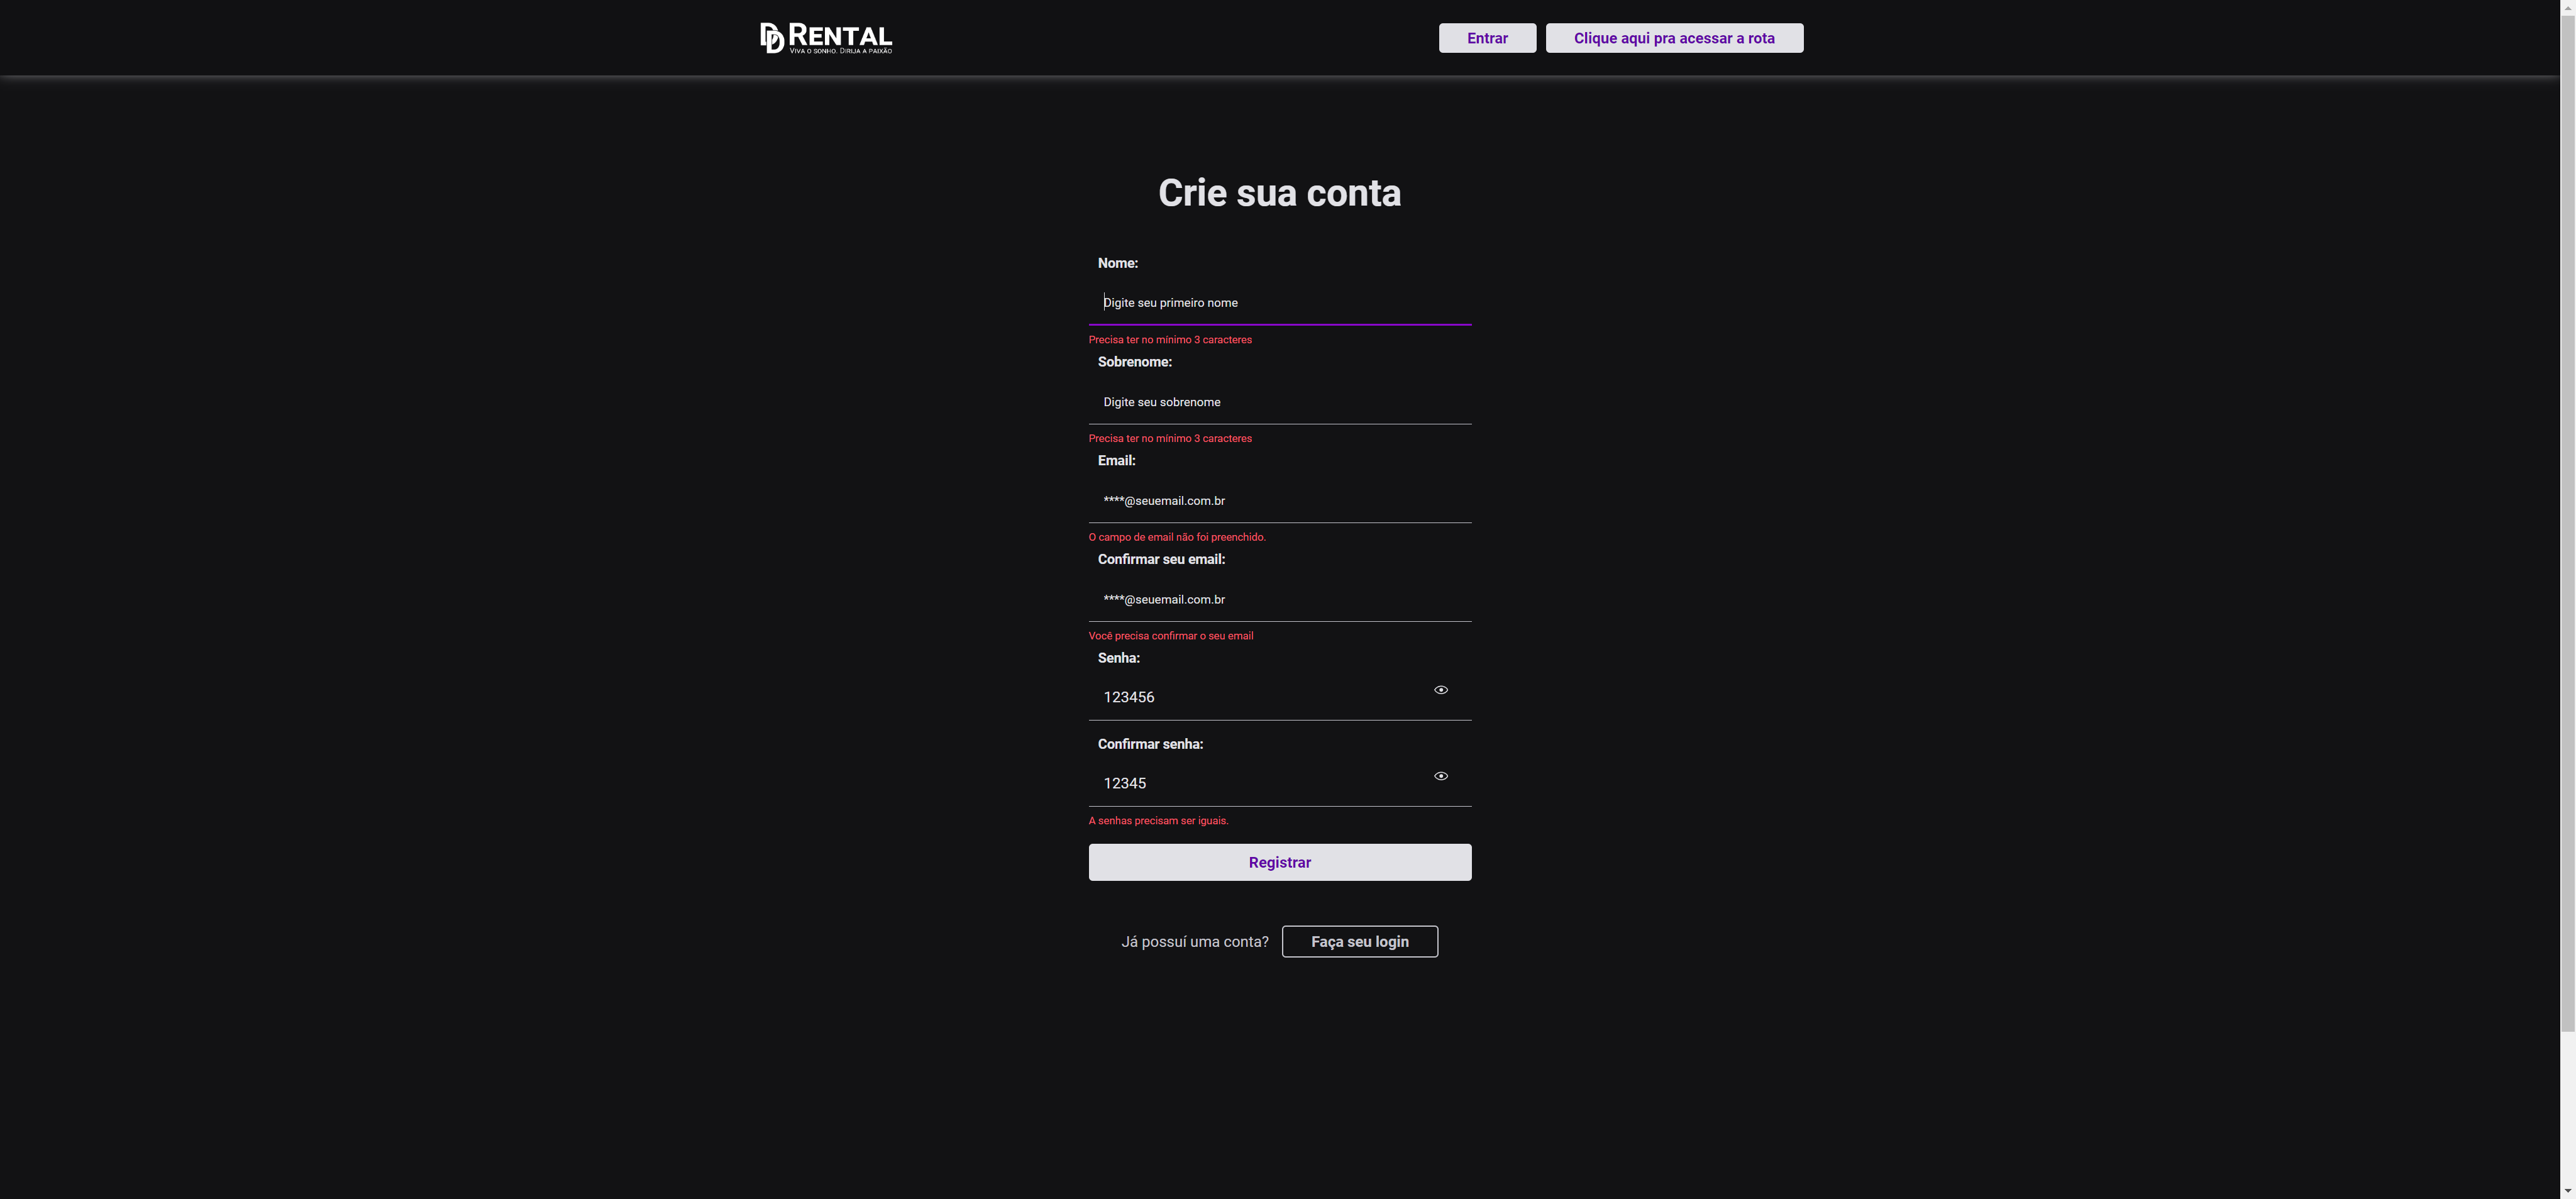 DD RENTAL
VIVA O SONHO. DIRIJA A PAIXÃO
Entrar
Clique aqui pra acessar a rota
Crie sua conta
Nome:
Digite seu primeiro nome
Precisa ter no mínimo 3 caracteres
Sobrenome:
Digite seu sobrenome
Precisa ter no mínimo 3 caracteres
Email:
****@seuemail.com.br
O campo de email não foi preenchido.
Confirmar seu email:
****@seuemail.com.br
Você precisa confirmar o seu email
Senha:
123456
Confirmar senha:
12345
A senhas precisam ser iguais.
Registrar
Já possuí uma conta?
Faça seu login